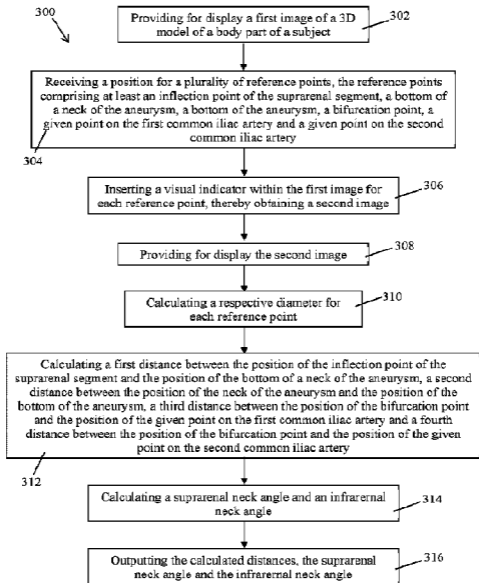 300
Providing for display a first image of a 3D
model of a body part of a subject
302
Receiving a position for a plurality of reference points, the reference points
comprising at least an inflection point of the suprarenal segment, a bottom of
a neck of the aneurysm, a bottom of the aneurysm, a bifurcation point, a
given point on the first common iliac artery and a given point on the second
common iliac artery
304
Inserting a visual indicator within the first image for
each reference point, thereby obtaining a second image
306
Providing for display the second image
308
Calculating a respective diameter for
each reference point
310
Calculating a first distance between the position of the inflection point of the
suprarenal segment and the position of the bottom of a neck of the aneurysm, a second
distance between the position of the neck of the aneurysm and the position of the
bottom of the aneurysm, a third distance between the position of the bifurcation point
and the position of the given point on the first common iliac artery and a fourth
distance between the position of the bifurcation point and the position of the given
point on the second common iliac artery
312
Calculating a suprarenal neck angle and an infrarernal
neck angle
314
Outputting the calculated distances, the suprarenal
neck angle and the infrarernal neck angle
316